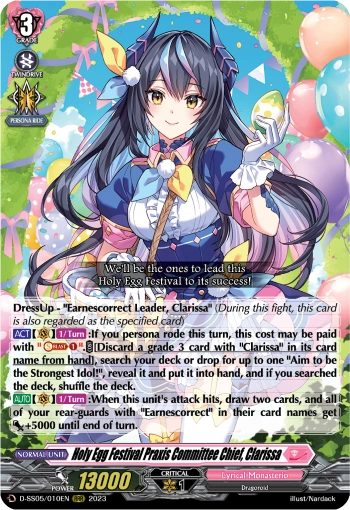 3
GRADE
TWINDRIVE
PERSONA RIDE
We'll be the ones to lead this
Holy Egg Festival to its success!
DressUp - "Earnescorrect Leader, Clarissa" (During this fight, this card
is also regarded as the specified card)
ACT 1/Turn :If you persona rode this turn, this cost may be paid
with "BLAST 1". [Discard a grade 3 card with "Clarissa" in its card
name from hand], search your deck or drop for up to one "Aim to be
the Strongest Idol!", reveal it and put it into hand, and if you searched
the deck, shuffle the deck.
AUTO 1/Turn :When this unit's attack hits, draw two cards, and all
of your rear-guards with "Earnescorrect" in their card names get
+5000 until end of turn.
NORMAL UNIT
Holy Egg Festival Praxis Committee Chief, Clarissa
POWER 13000
CRITICAL
1
Lyrical Monasterio
Dragoroid
D-SS05/010EN RRR 2023
illust/Nardack